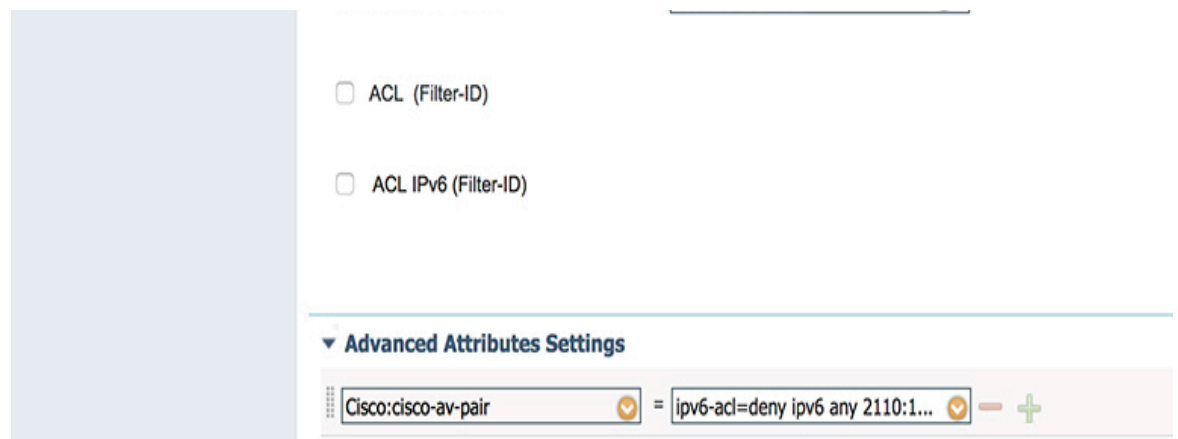 ACL (Filter-ID)
ACL IPv6 (Filter-ID)
Advanced Attributes Settings
Cisco:cisco-av-pair = ipv6-acl=deny ipv6 any 2110:1...